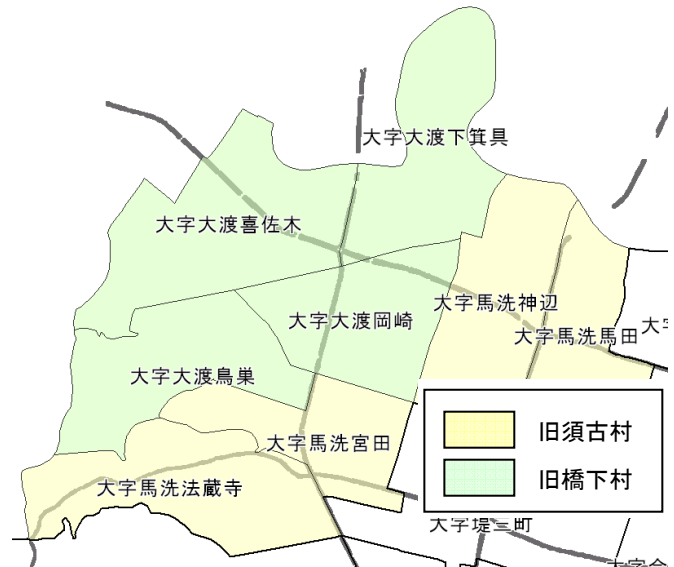 大字大渡下箕具
大字大渡喜佐木
大字馬洗神辺
大字大渡岡崎
大字馬洗馬田
大字大渡鳥巣
旧須古村
大字馬洗宮田
旧橋下村
大字馬洗法蔵寺
大字堤三町